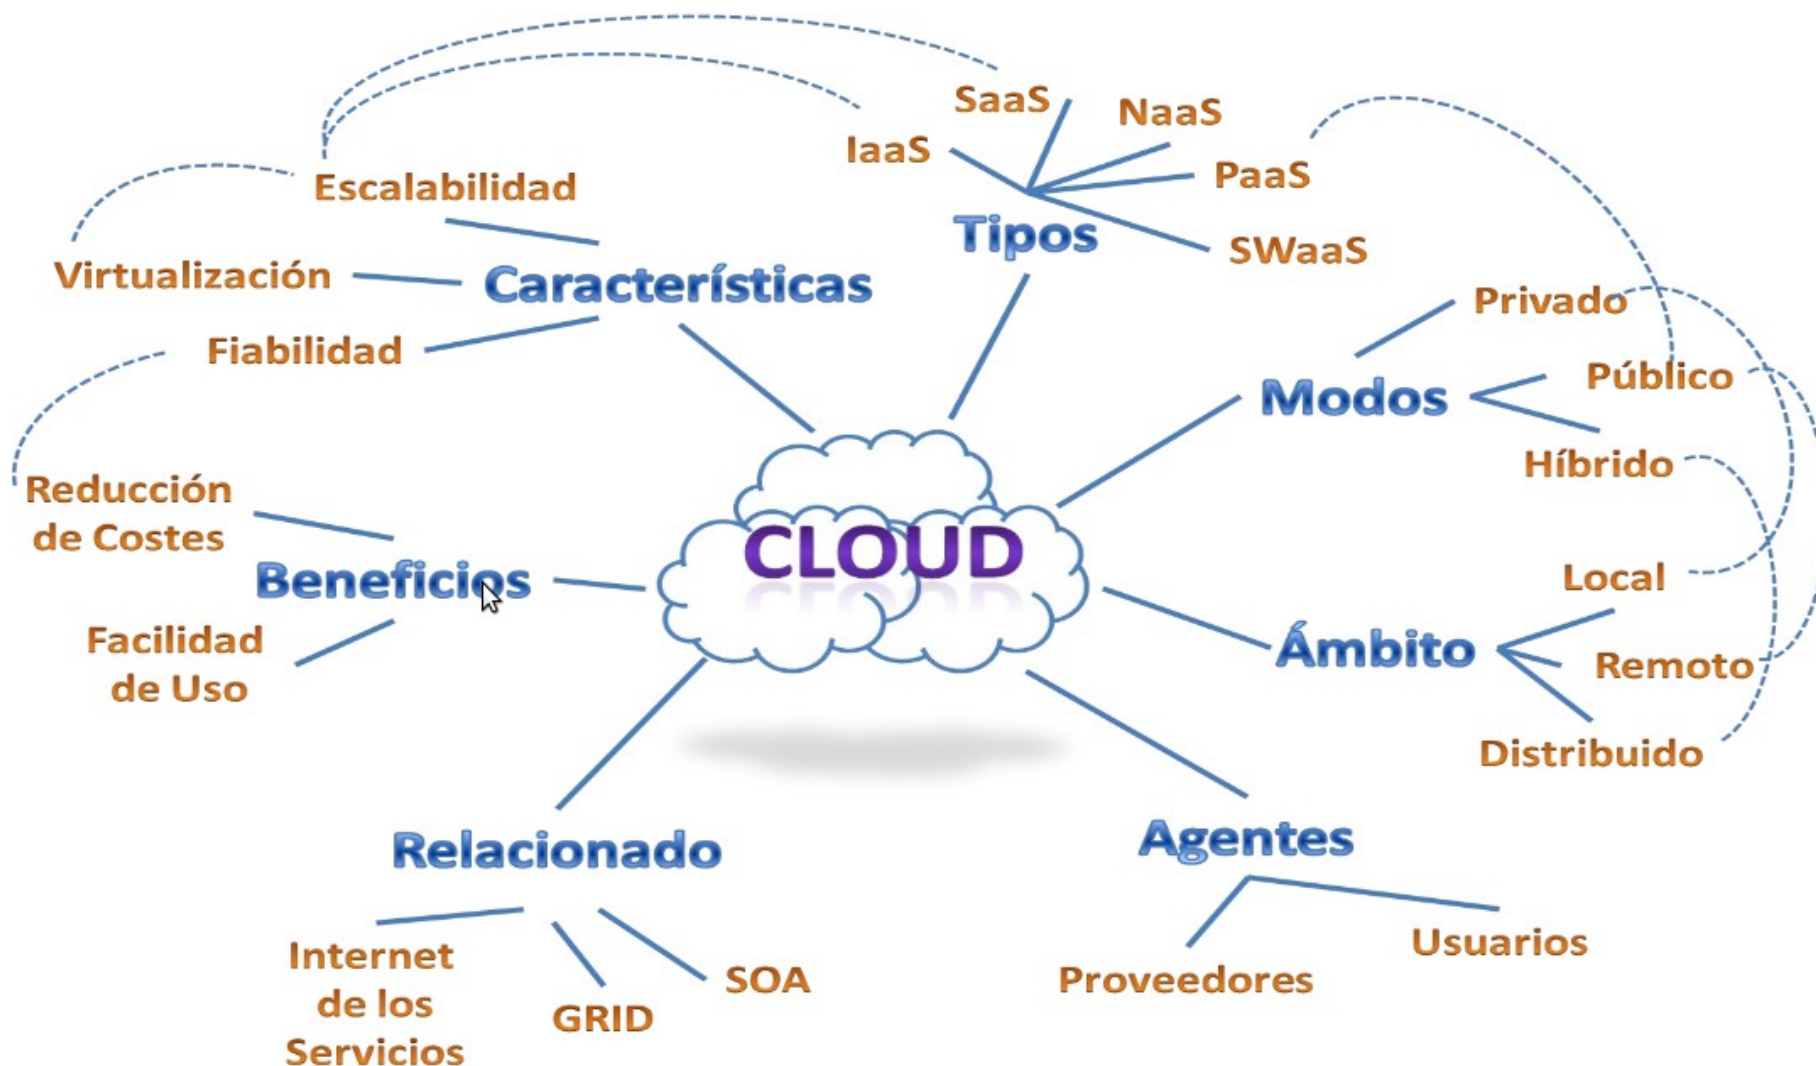 SaaS
NaaS
IaaS
PaaS
Escalabilidad
Tipos
SWaaS
Virtualización
Características
Privado
Fiabilidad
Público
Modos
Híbrido
Reducción
de Costes
CLOUD
Beneficios
Local
Facilidad
de Uso
Ámbito
Remoto
Distribuido
Relacionado
Agentes
Internet
de los
Servicios
GRID
SOA
Proveedores
Usuarios